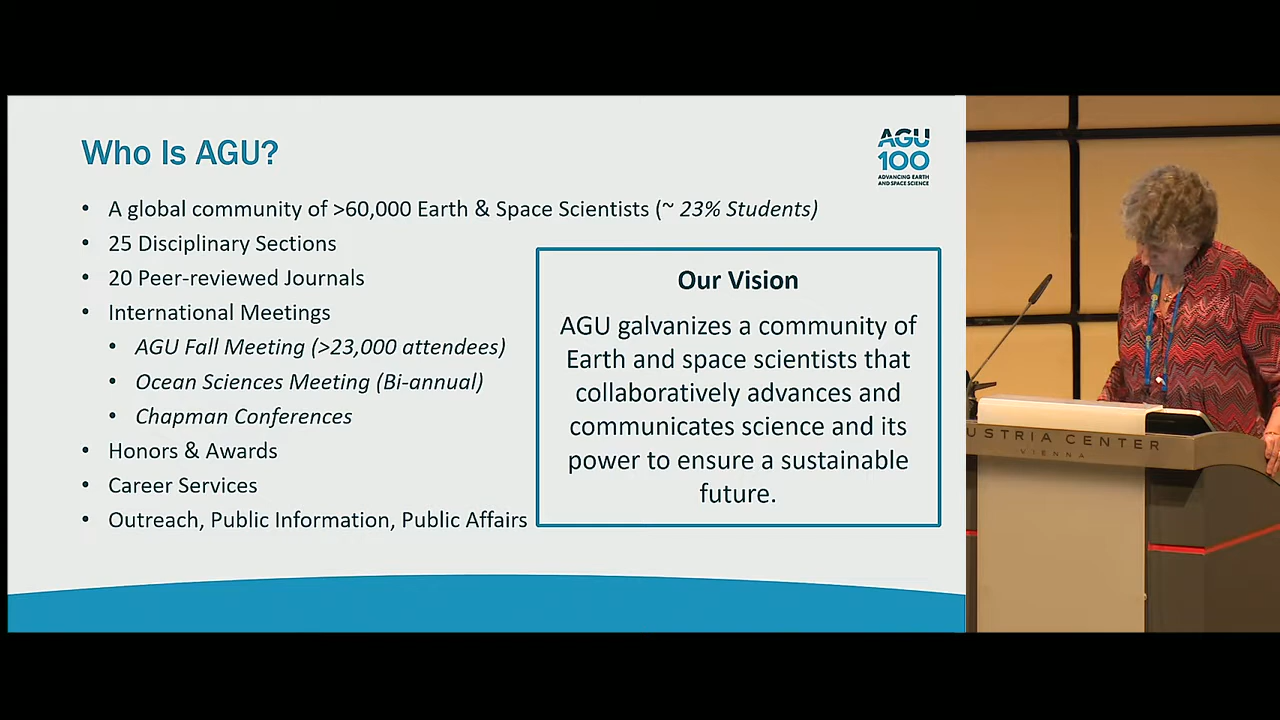 Who Is AGU?
AGU
100
ADVANCING EARTH
AND SPACE SCIENCE
• A global community of >60,000 Earth & Space Scientists (~ 23% Students)
• 25 Disciplinary Sections
• 20 Peer-reviewed Journals
• International Meetings
• AGU Fall Meeting (>23,000 attendees)
• Ocean Sciences Meeting (Bi-annual)
• Chapman Conferences
• Honors & Awards
• Career Services
• Outreach, Public Information, Public Affairs
Our Vision
AGU galvanizes a community of
Earth and space scientists that
collaboratively advances and
communicates science and its
power to ensure a sustainable
future.
USTRIA CENTER
VIENNA